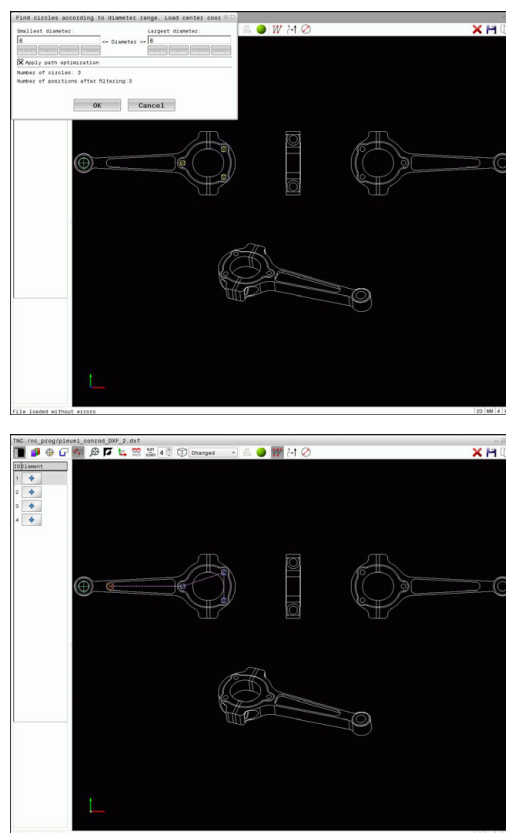 Find circles according to diameter range. Load center coor
Smallest diameter: Largest diameter:
6 <= Diameter <= 6
Apply path optimization
Number of circles: 3
Number of positions after filtering:3
OK Cancel
File loaded without errors 2D MM 4
TNC:/nc_prog/pleuel_conrod_DXF_2.dxf
4 Changed
ID Element
1
2
3
4